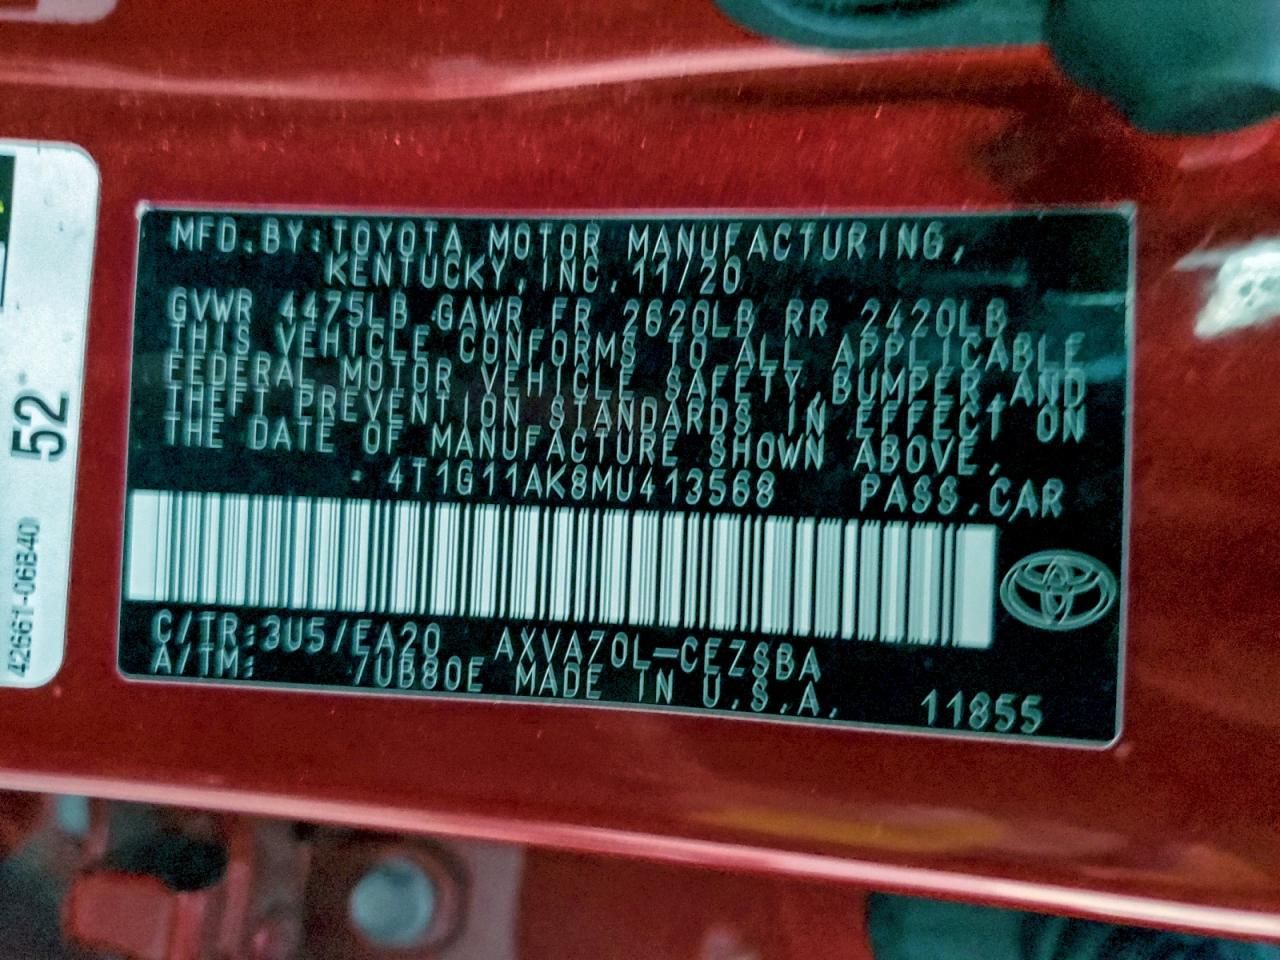 MFD.BY:TOYOTA MOTOR MANUFACTURING,
KENTUCKY,INC.11/20
GVWR 4475LB GAWR FR 2620LB RR 2420LB
THIS VEHICLE CONFORMS TO ALL APPLICABLE
FEDERAL MOTOR VEHICLE SAFETY,BUMPER,AND
THEFT PREVENTION STANDARDS IN EFFECT ON
THE DATE OF MANUFACTURE SHOWN ABOVE.
4T1G11AK8MU413568 PASS.CAR
C/TR:3U5/EA20 AXVA70L-CEZSBA
A/TM: /UB80E MADE IN U.S.A. 11855
52
42661-06B40